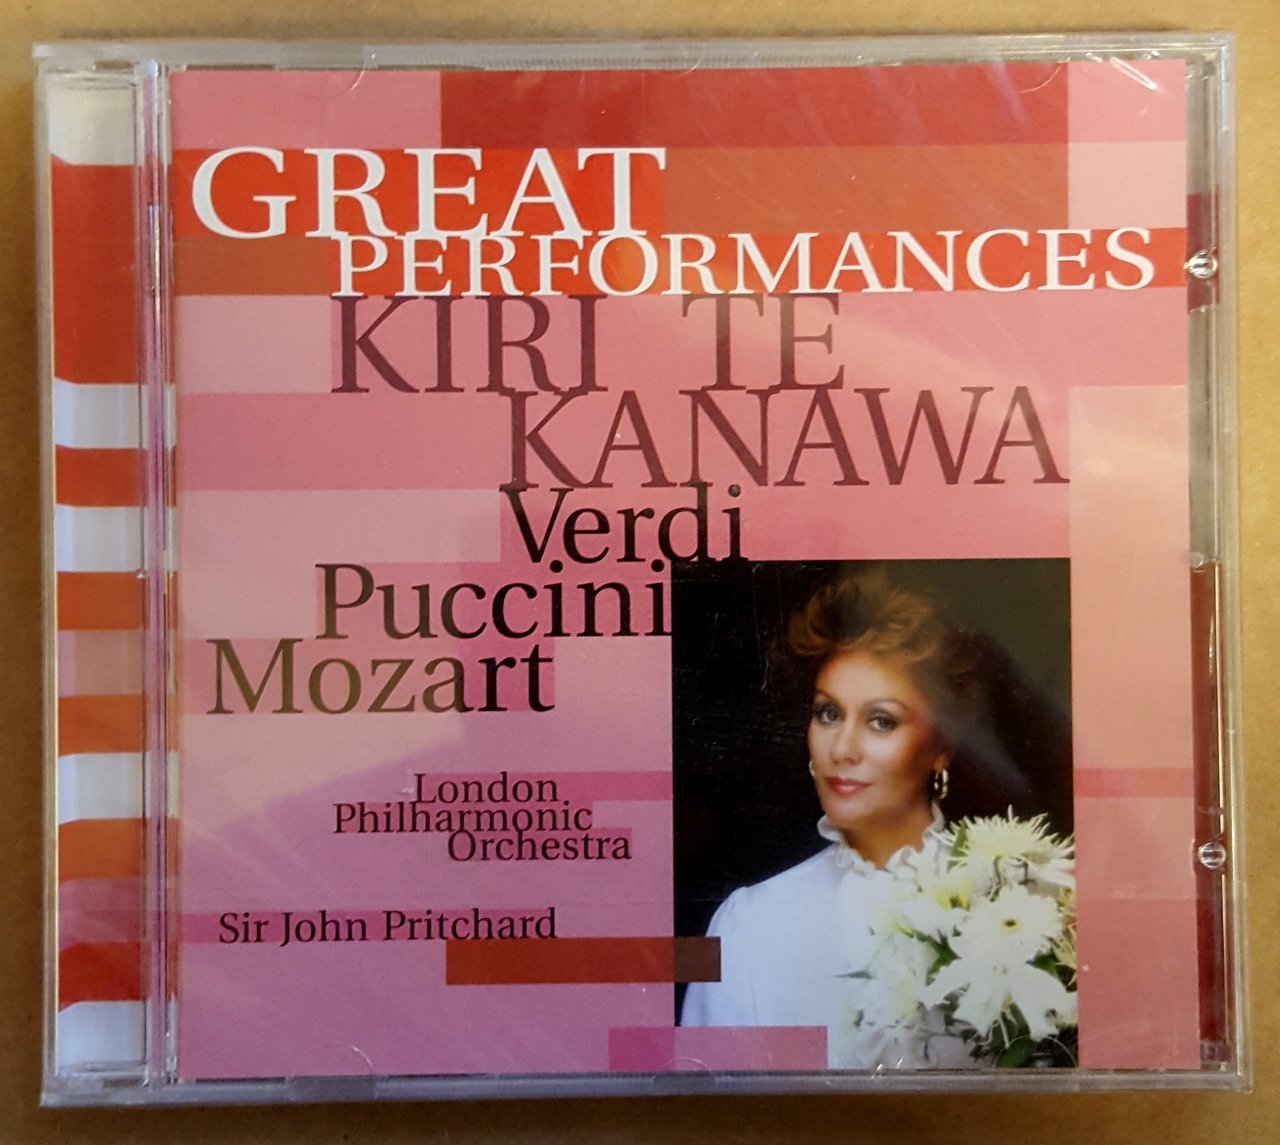 GREAT
PERFORMANCES
KIRI TE
KANAWA
Verdi
Puccini
Mozart
London
Philharmonic
Orchestra
Sir John Pritchard